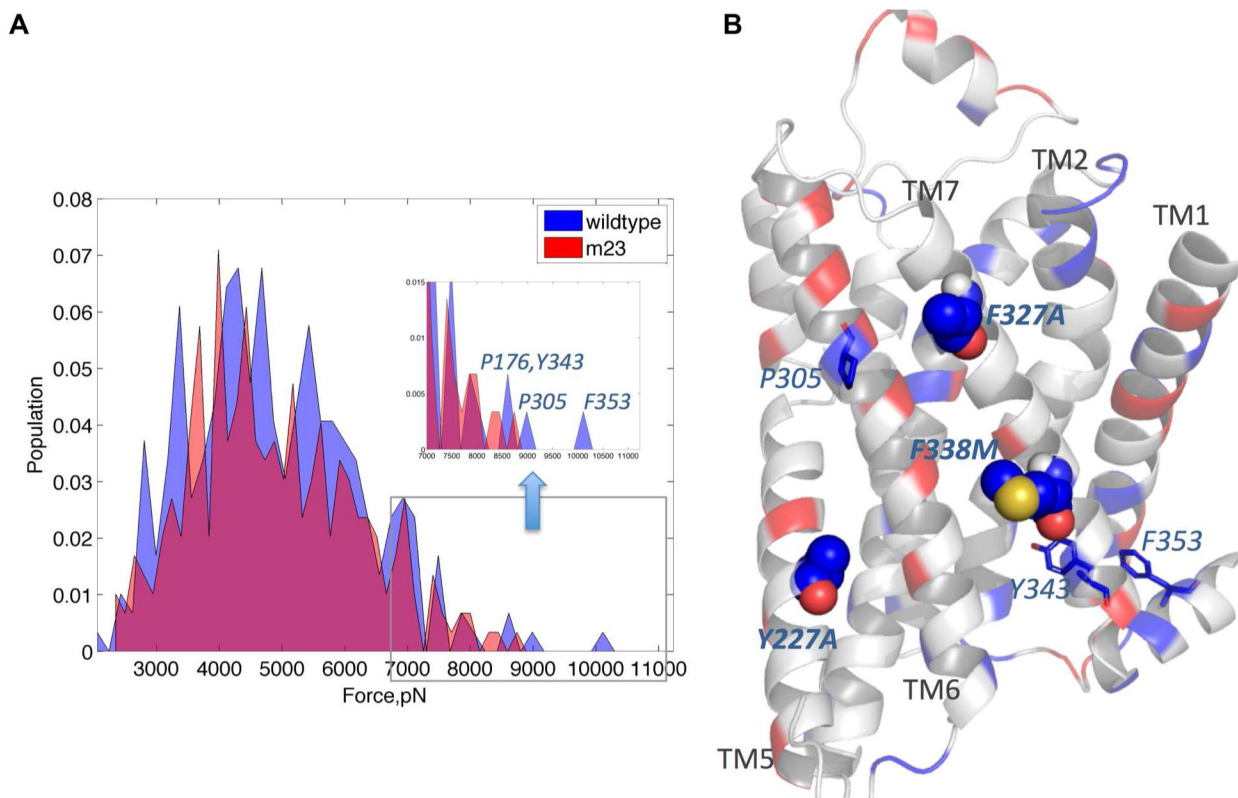 A
0.08
0.07
0.06
0.05
0.04
0.03
0.02
0.01
0
Population
3000
4000
5000
6000
7000
8000
9000
10000
11000
Force,pN
wildtype
m23
0.015
0.01
0.005
0
7000
7500
8000
8500
9000
9500
10000
10500
11000
P176,Y343
P305
F353
B
TM2
TM7
TM1
F327A
P305
F338M
F353
Y343
Y227A
TM6
TM5